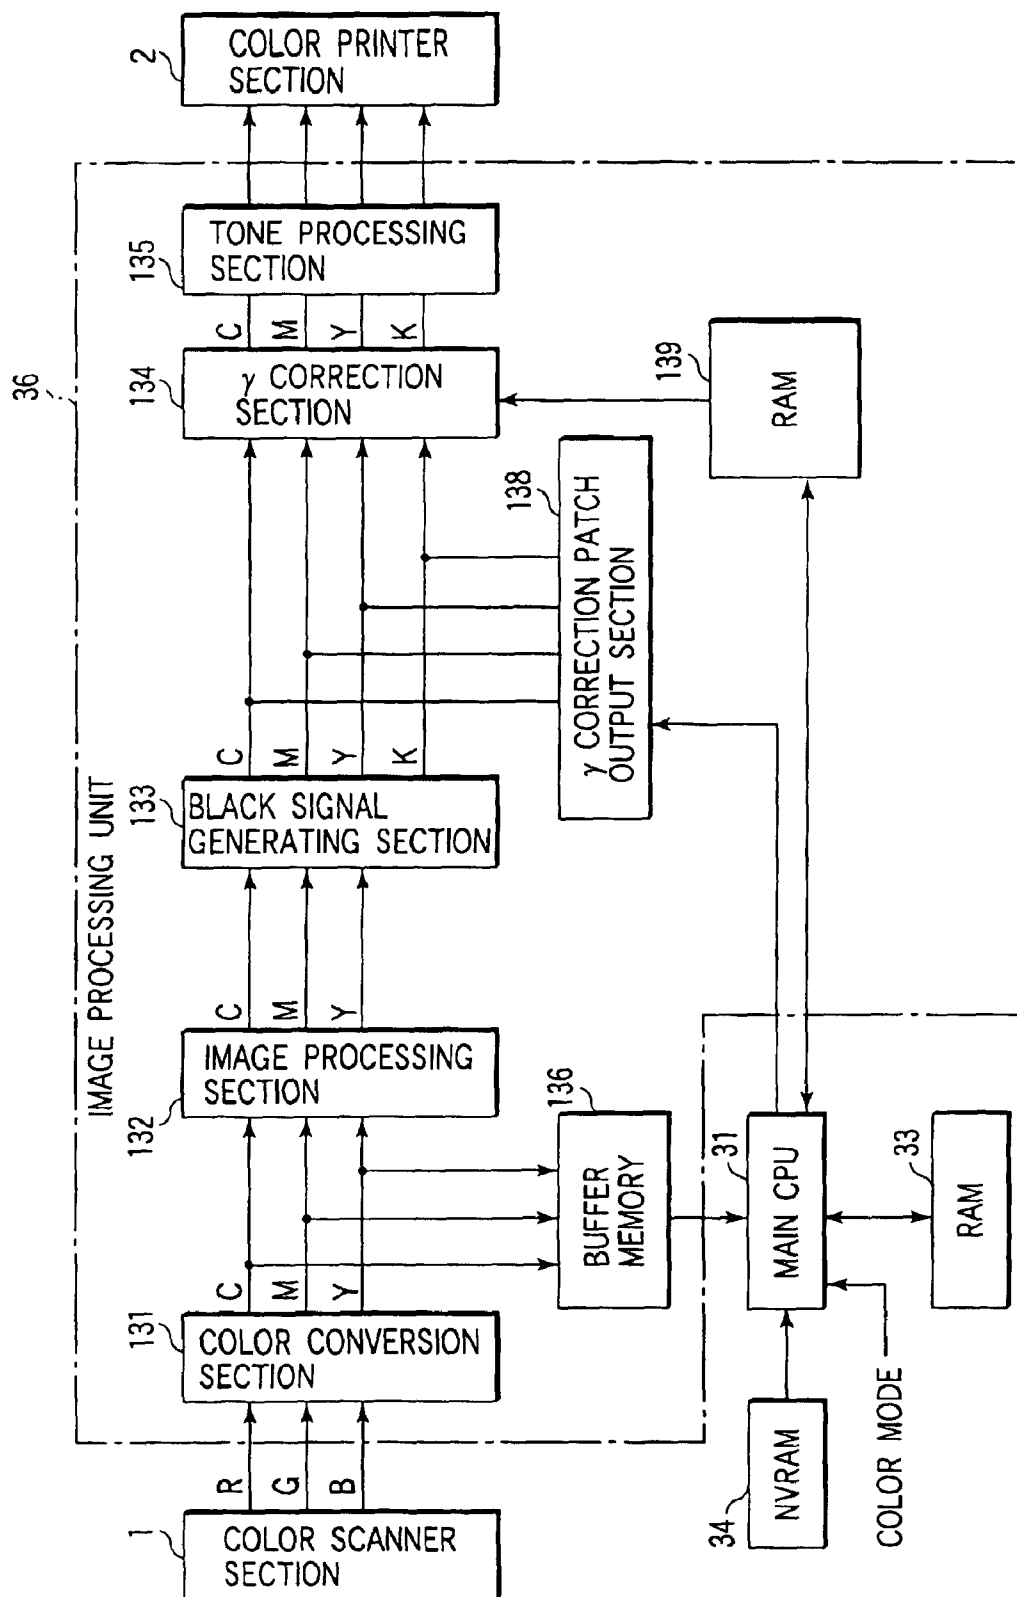 36
IMAGE PROCESSING UNIT
1
COLOR SCANNER
SECTION
R
G
B
131
COLOR CONVERSION
SECTION
C
M
Y
132
IMAGE PROCESSING
SECTION
C
M
Y
133
BLACK SIGNAL
GENERATING SECTION
C
M
Y
K
134
γ CORRECTION
SECTION
C
M
Y
K
135
TONE PROCESSING
SECTION
2
COLOR PRINTER
SECTION
136
BUFFER
MEMORY
138
γ CORRECTION PATCH
OUTPUT SECTION
139
RAM
34
NVRAM
COLOR MODE
31
MAIN CPU
33
RAM